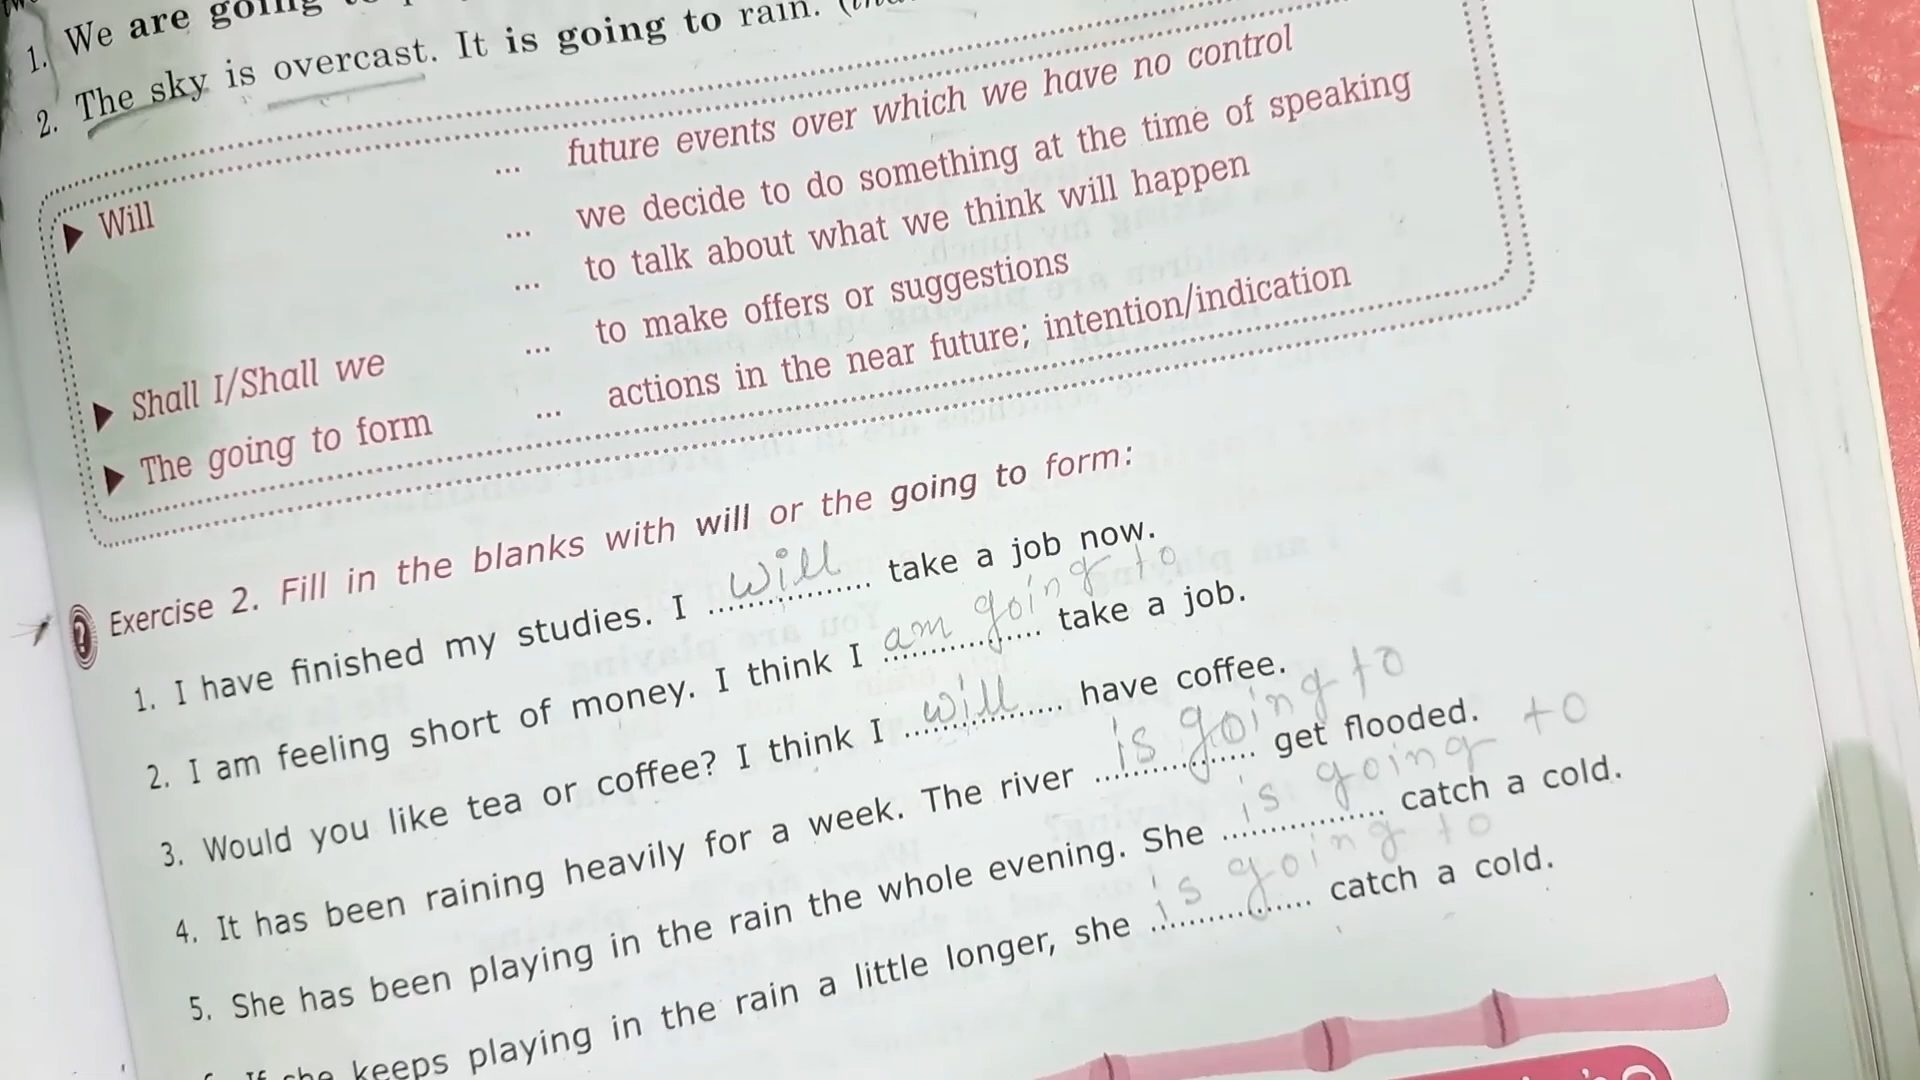 1. We are going to
2. The sky is overcast. It is going to rain.
▶ Will ... future events over which we have no control
... we decide to do something at the time of speaking
... to talk about what we think will happen
▶ Shall I/Shall we ... to make offers or suggestions
▶ The going to form ... actions in the near future; intention/indication
Exercise 2. Fill in the blanks with will or the going to form:
1. I have finished my studies. I will take a job now.
2. I am feeling short of money. I think I am going to take a job.
3. Would you like tea or coffee? I think I will have coffee.
4. It has been raining heavily for a week. The river is going to get flooded.
5. She has been playing in the rain the whole evening. She is going to catch a cold.
If she keeps playing in the rain a little longer, she is going to catch a cold.